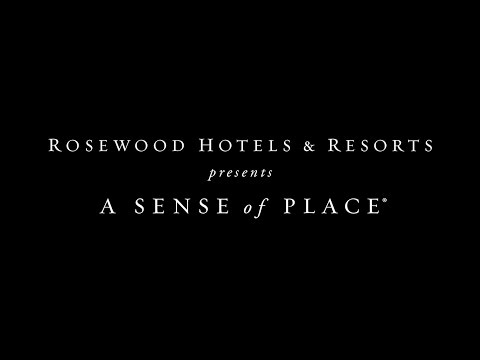 ROSEWOOD HOTELS & RESORTS
presents
A SENSE of PLACE®